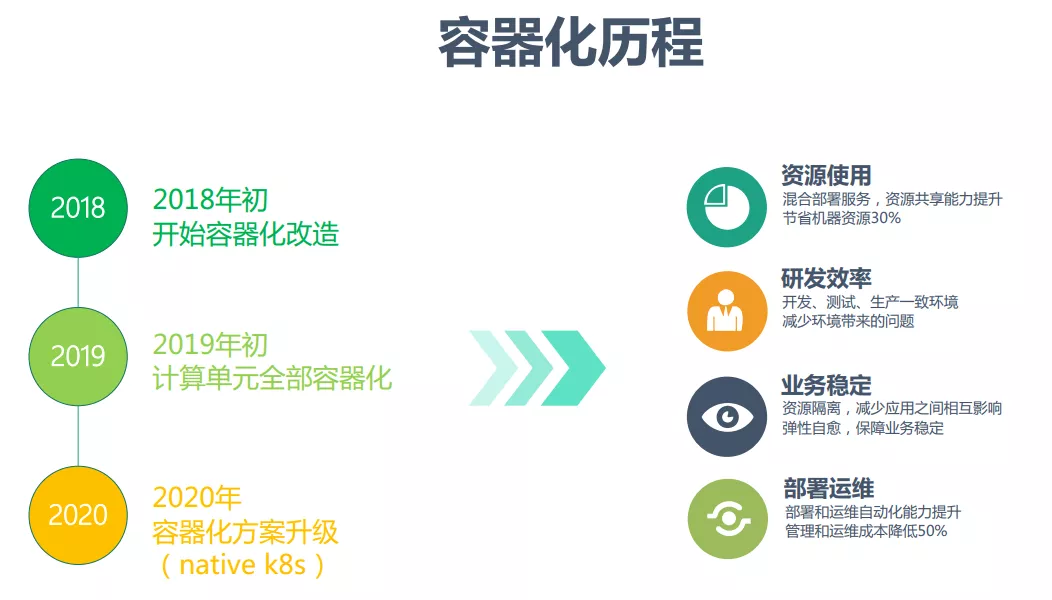 容器化历程
2018
2018年初
开始容器化改造
2019
2019年初
计算单元全部容器化
2020
2020年
容器化方案升级
（native k8s）
资源使用
混合部署服务，资源共享能力提升
节省机器资源30%
研发效率
开发、测试、生产一致环境
减少环境带来的问题
业务稳定
资源隔离，减少应用之间相互影响
弹性自愈，保障业务稳定
部署运维
部署和运维自动化能力提升
管理和运维成本降低50%